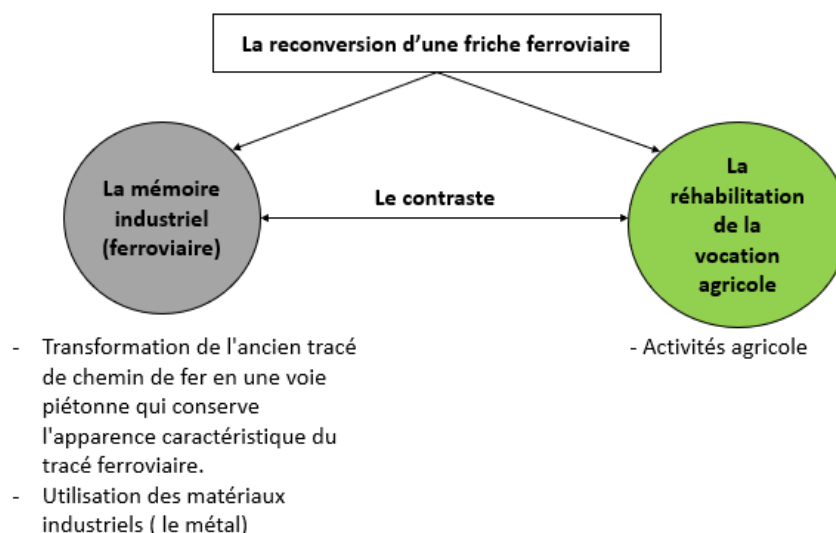 La reconversion d'une friche ferroviaire
La mémoire
industriel
(ferroviaire)
Le contraste
La
réhabilitation
de la
vocation
agricole
- Transformation de l'ancien tracé
de chemin de fer en une voie
piétonne qui conserve
l'apparence caractéristique du
tracé ferroviaire.
- Utilisation des matériaux
industriels ( le métal)
- Activités agricole